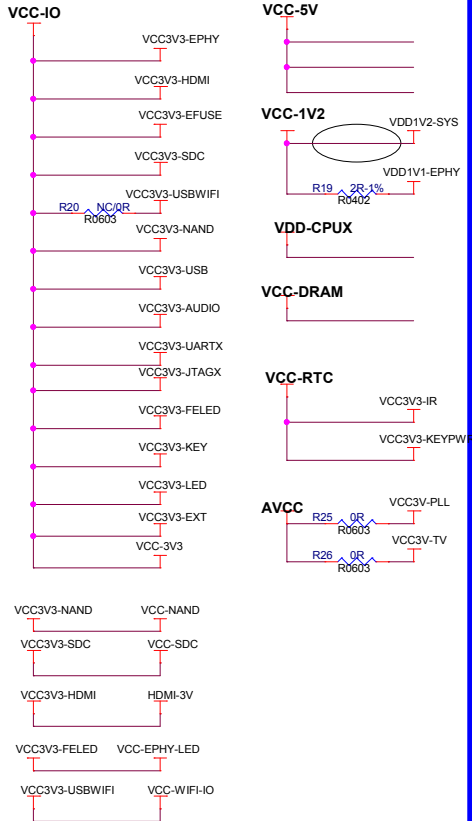 VCC-IO
VCC3V3-EPHY
VCC3V3-HDMI
VCC3V3-EFUSE
VCC3V3-SDC
VCC3V3-USBWIFI
R20 NC/0R
R0603
VCC3V3-NAND
VCC3V3-USB
VCC3V3-AUDIO
VCC3V3-UARTX
VCC3V3-JTAGX
VCC3V3-FELED
VCC3V3-KEY
VCC3V3-LED
VCC3V3-EXT
VCC-3V3
VCC3V3-NAND VCC-NAND
VCC3V3-SDC VCC-SDC
VCC3V3-HDMI HDMI-3V
VCC3V3-FELED VCC-EPHY-LED
VCC3V3-USBWIFI VCC-WIFI-IO
VCC-5V
VCC-1V2
VDD1V2-SYS
VDD1V1-EPHY
R19 2R-1%
R0402
VDD-CPUX
VCC-DRAM
VCC-RTC
VCC3V3-IR
VCC3V3-KEYPW
AVCC
VCC3V-PLL
R25 0R
R0603
VCC3V-TV
R26 0R
R0603